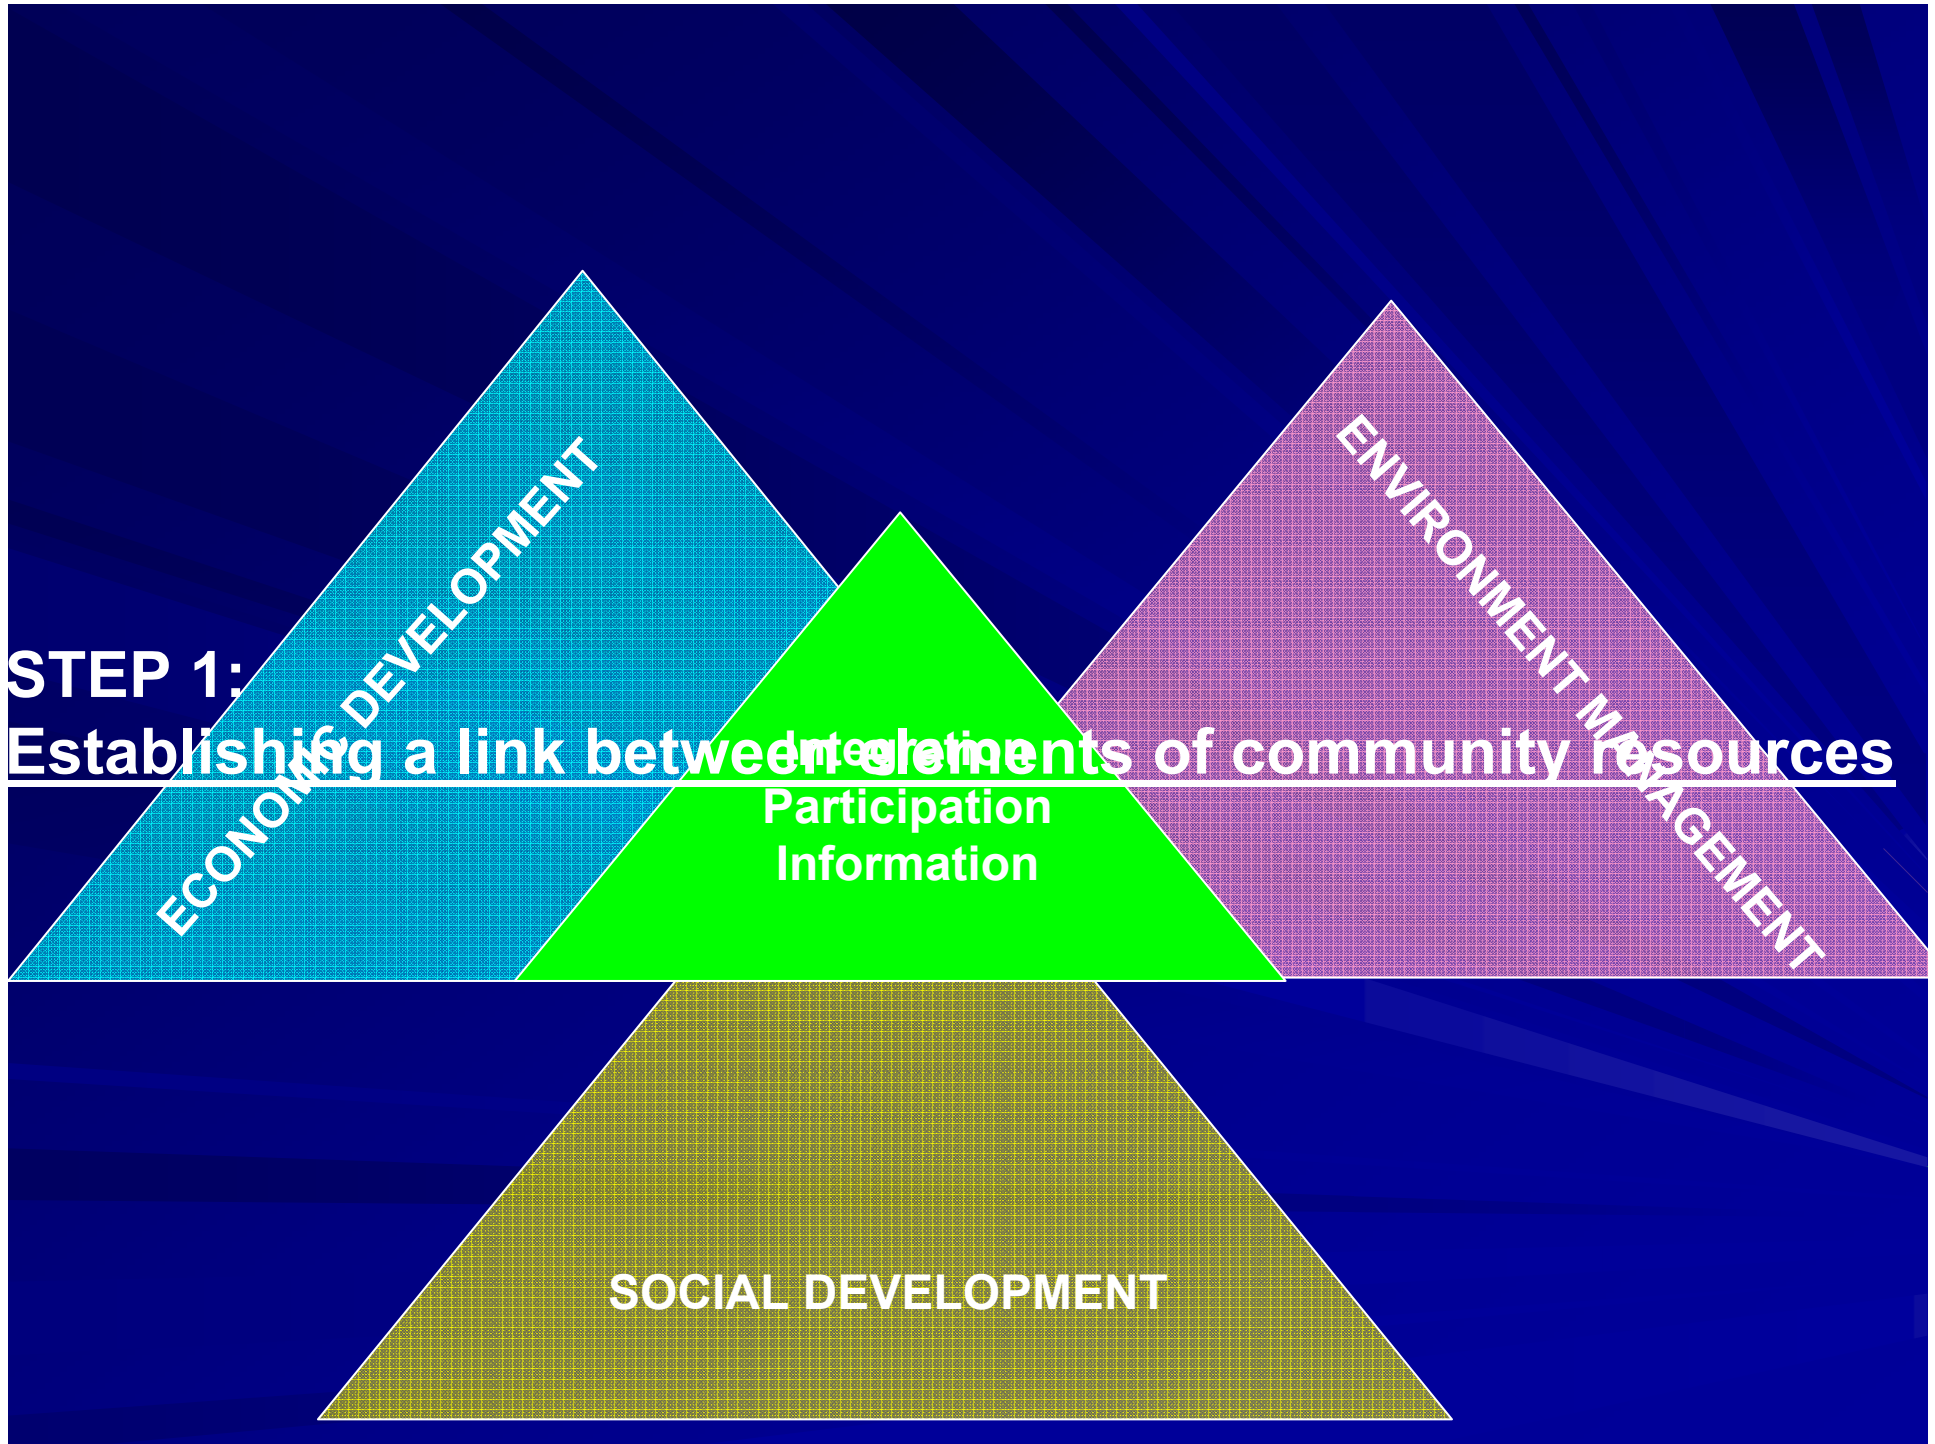 STEP 1:
Establishing a link between elements of community resources
ECONOMIC DEVELOPMENT
ENVIRONMENT MANAGEMENT
Integration
Participation
Information
SOCIAL DEVELOPMENT